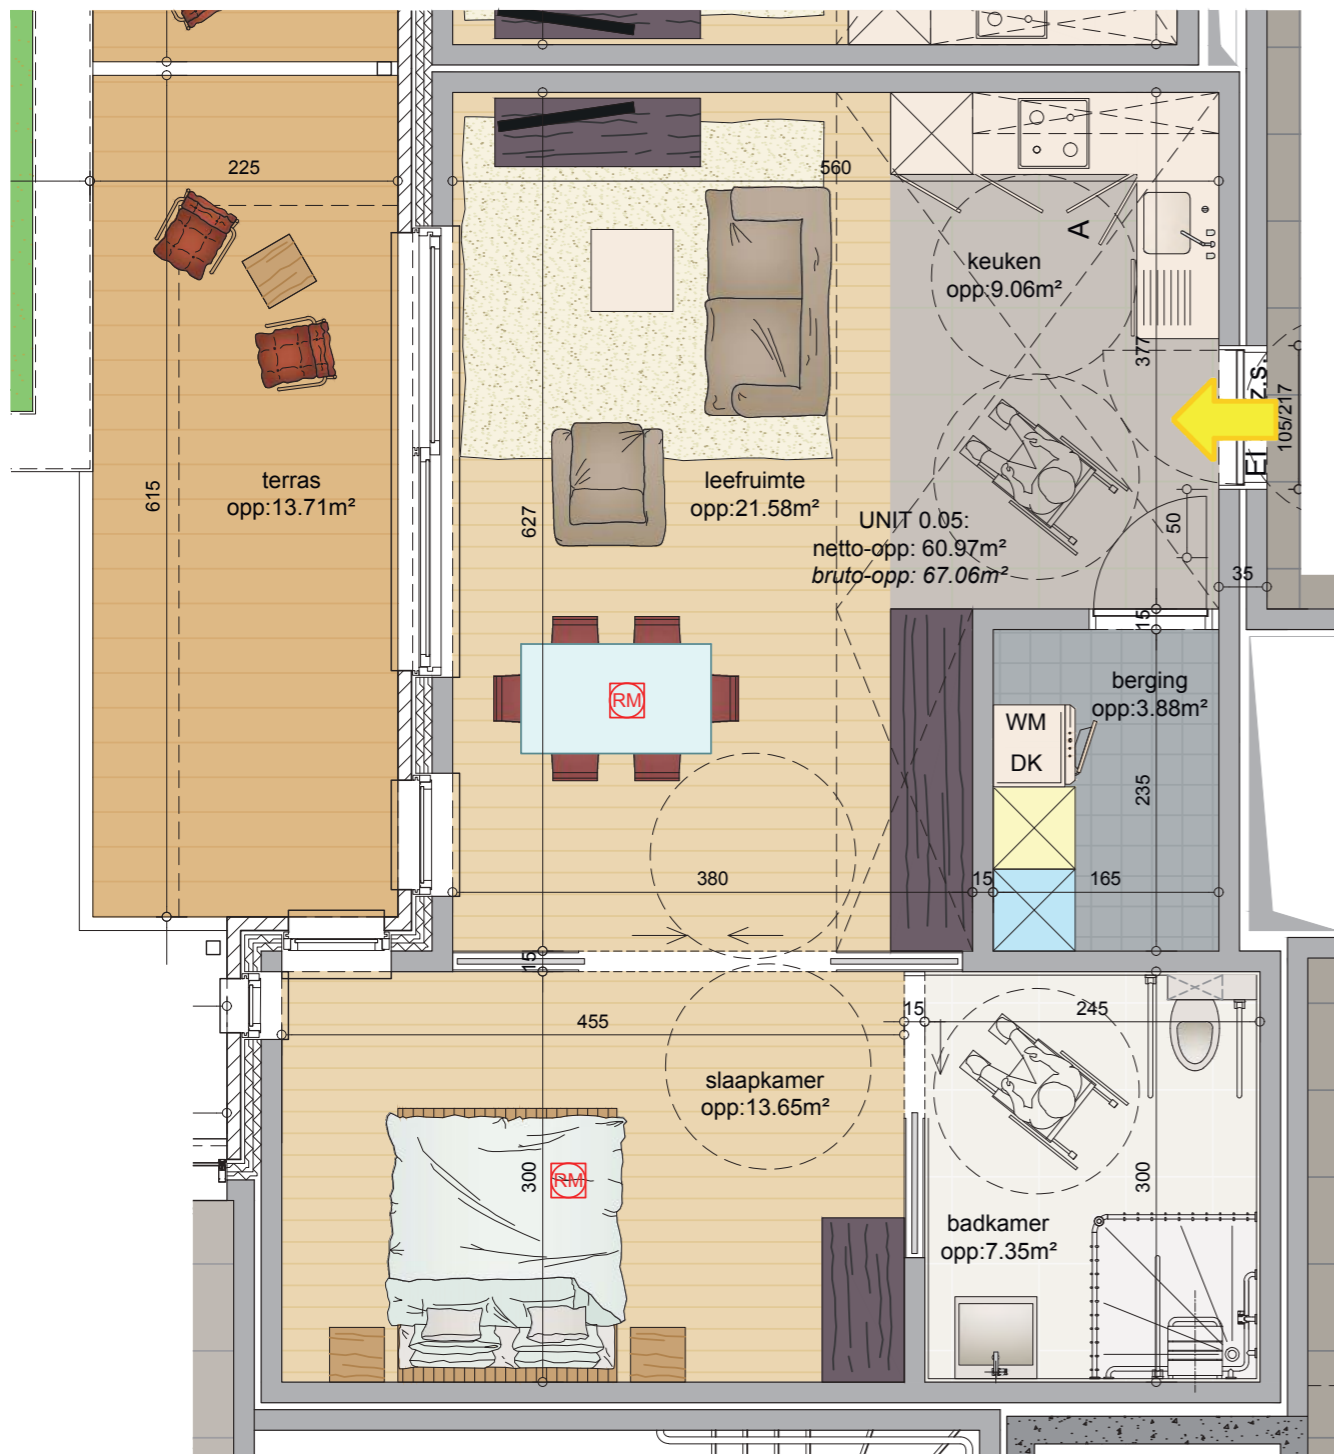 225
560
A
keuken
opp:9.06m²
377
105/217
terras
opp:13.71m²
615
leefruimte
opp:21.58m²
627
UNIT 0.05:
netto-opp: 60.97m²
bruto-opp: 67.06m²
50
35
15
RM
berging
opp:3.88m²
WM
DK
235
380
15
165
15
455
15
245
slaapkamer
opp:13.65m²
300
RM
300
badkamer
opp:7.35m²